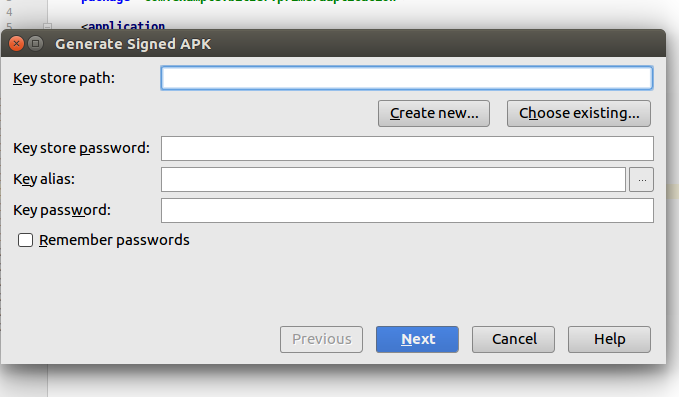 4
5 <application
Generate Signed APK
Key store path:
Create new... Choose existing...
Key store password:
Key alias: ...
Key password:
Remember passwords
Previous Next Cancel Help